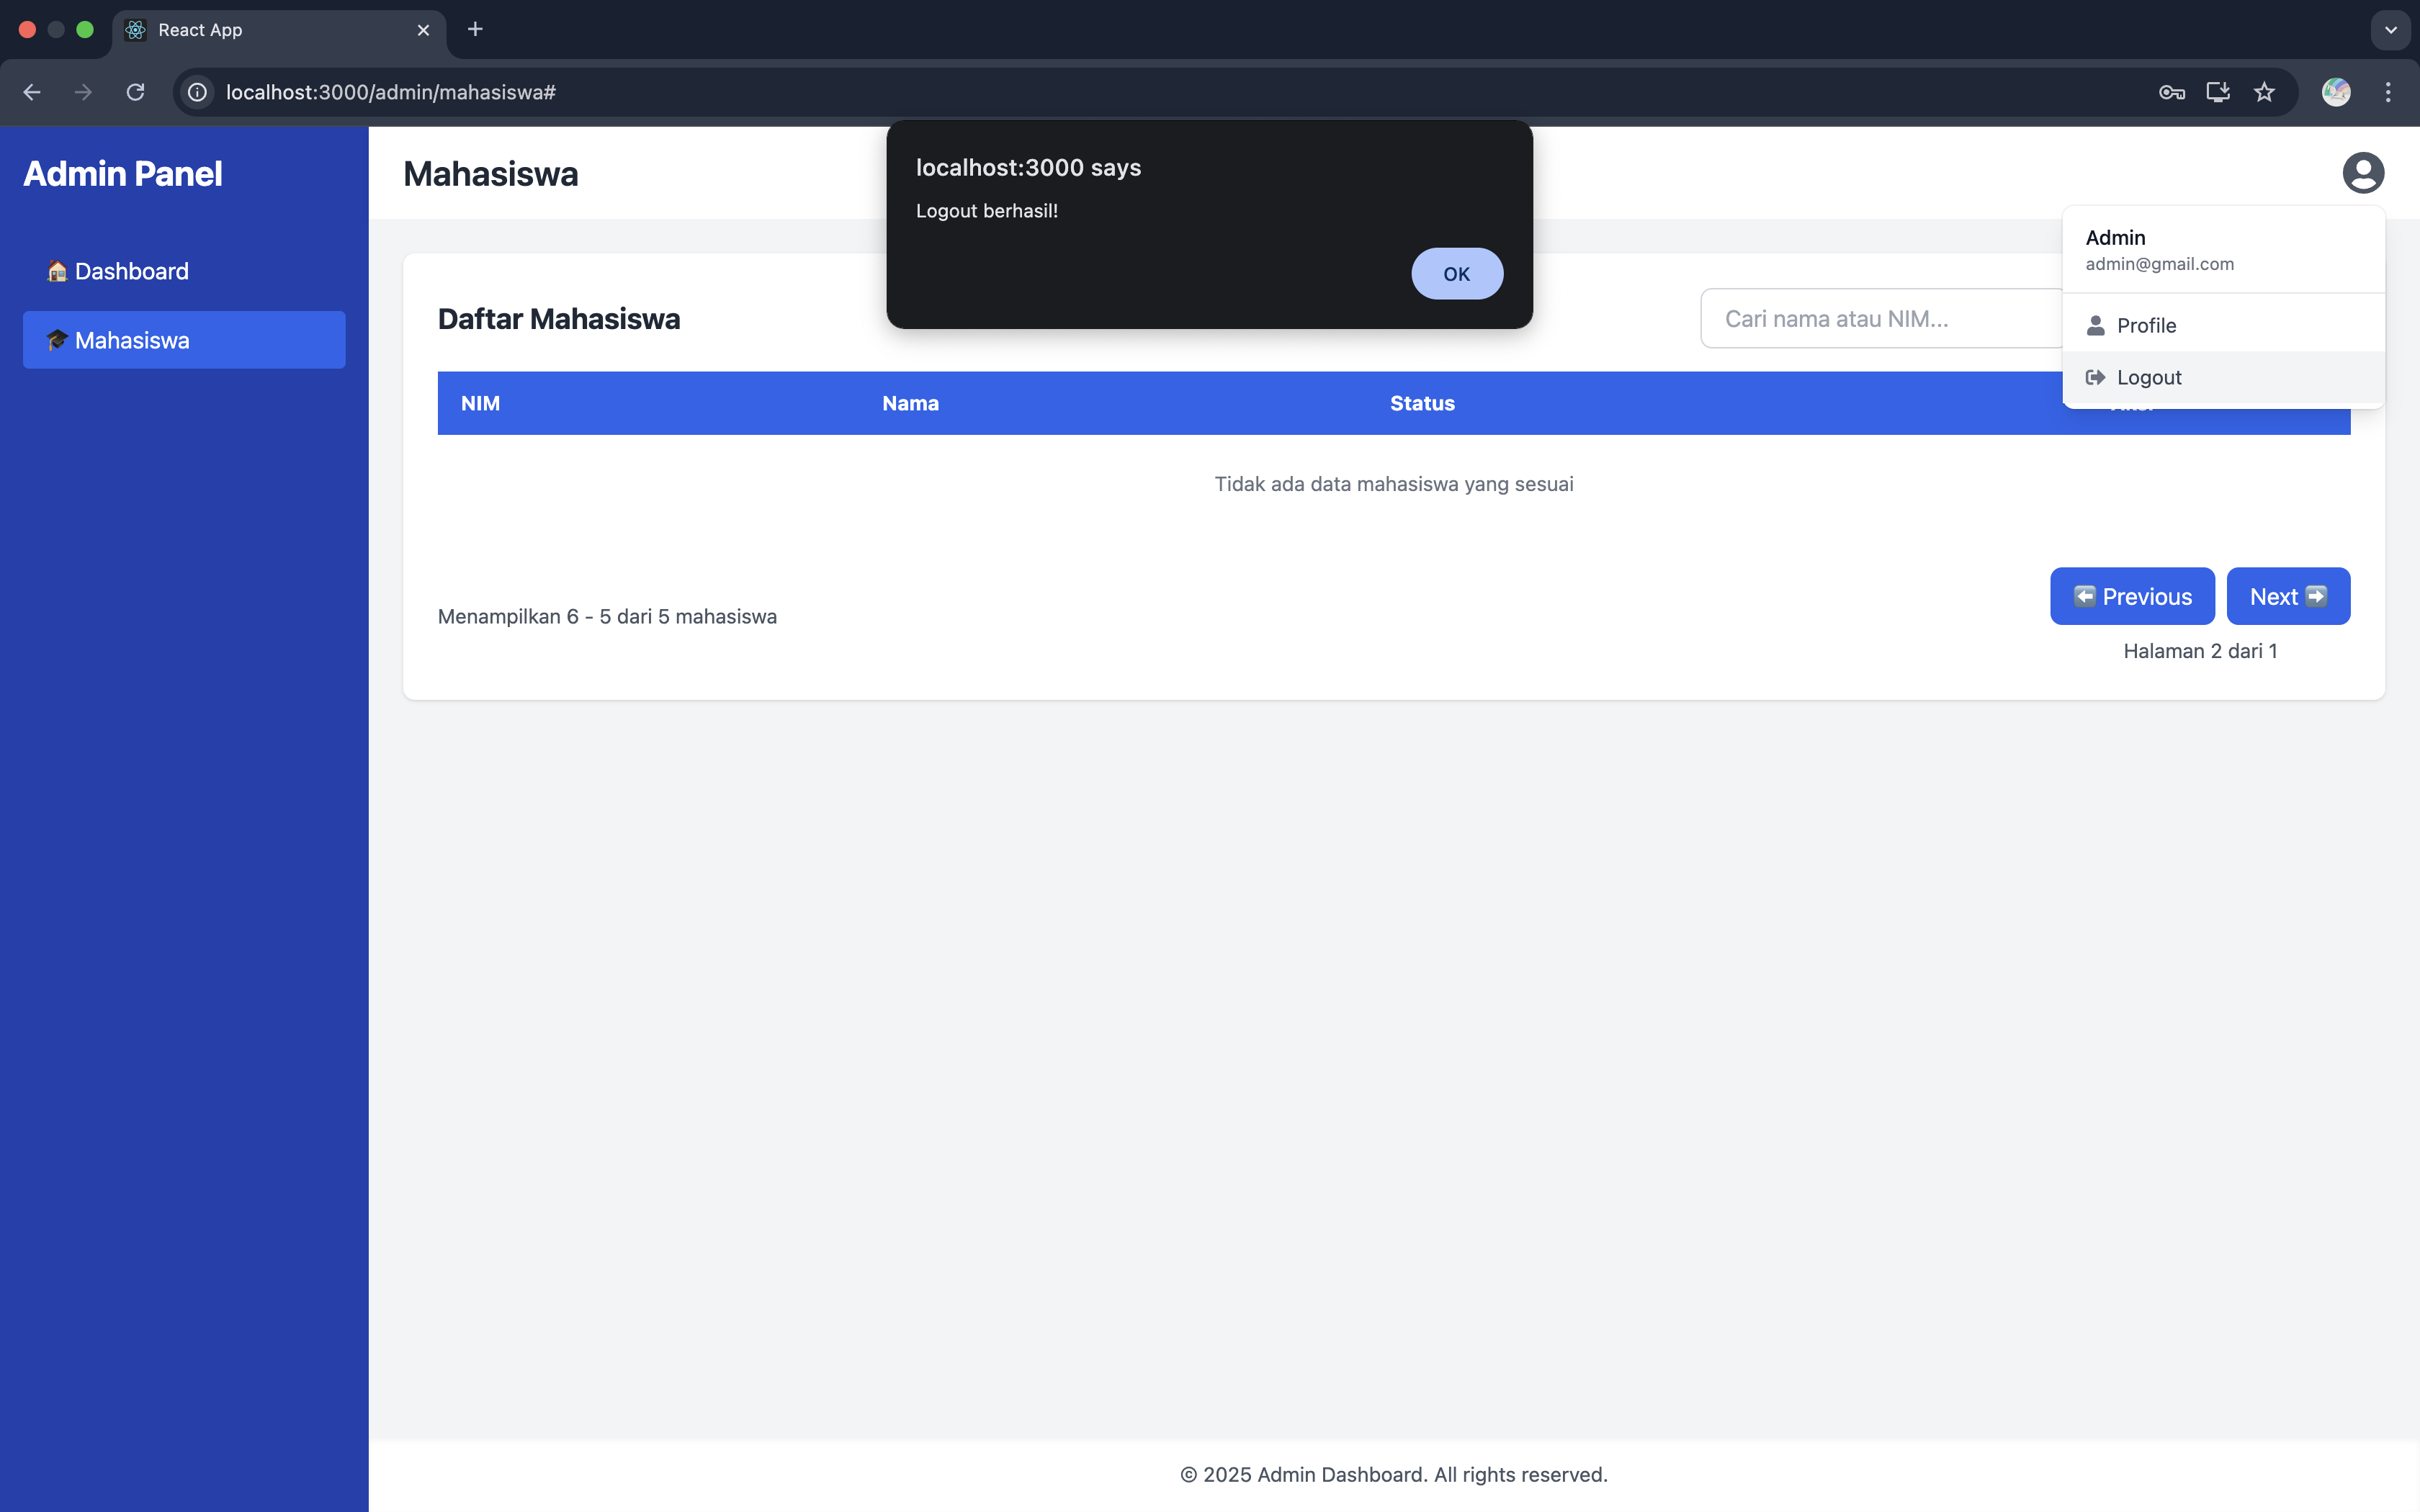 React App
localhost:3000/admin/mahasiswa#
Admin Panel
🏠 Dashboard
🎓 Mahasiswa
Mahasiswa
localhost:3000 says
Logout berhasil!
OK
Admin
admin@gmail.com
Profile
Logout
Daftar Mahasiswa
Cari nama atau NIM...
NIM Nama Status
Tidak ada data mahasiswa yang sesuai
Menampilkan 6 - 5 dari 5 mahasiswa
⬅️ Previous Next ➡️
Halaman 2 dari 1
© 2025 Admin Dashboard. All rights reserved.